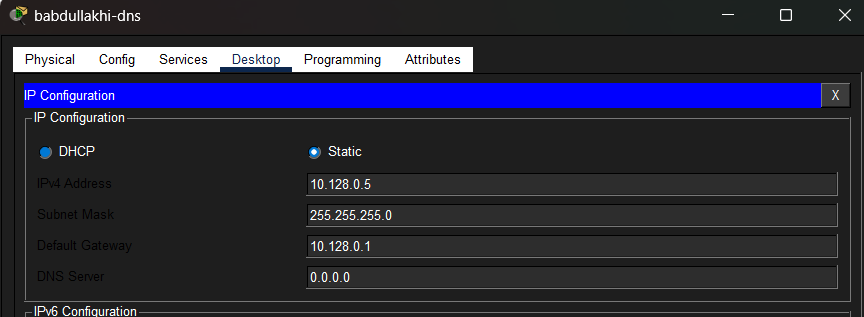 babdullakhi-dns
Physical Config Services Desktop Programming Attributes
IP Configuration X
IP Configuration
DHCP Static
IPv4 Address 10.128.0.5
Subnet Mask 255.255.255.0
Default Gateway 10.128.0.1
DNS Server 0.0.0.0
IPv6 Configuration